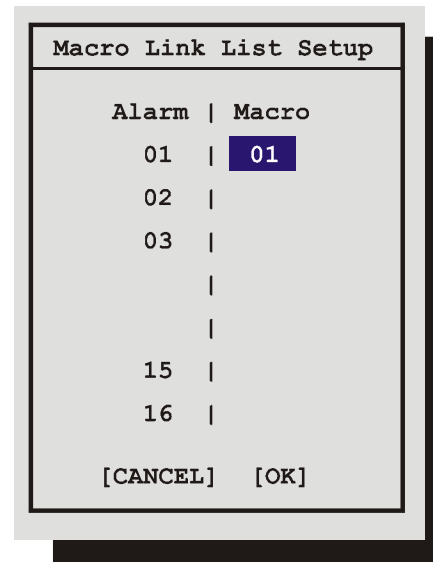 Macro Link List Setup
Alarm | Macro
01 | 01
02 |
03 |
|
|
15 |
16 |
[CANCEL] [OK]